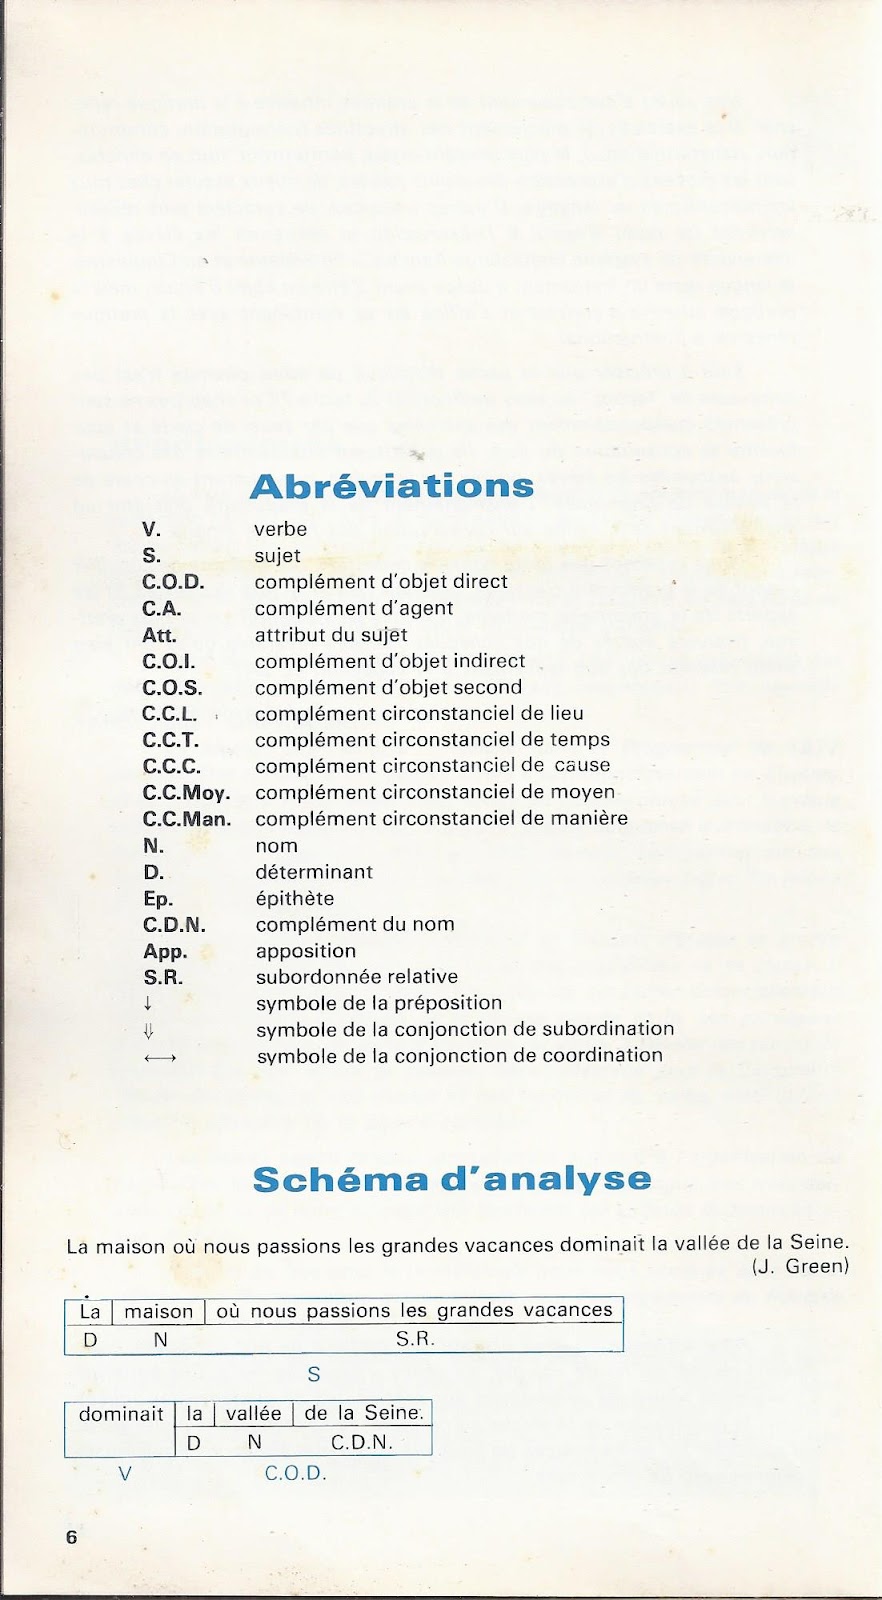 Abréviations
V. verbe
S. sujet
C.O.D. complément d'objet direct
C.A. complément d'agent
Att. attribut du sujet
C.O.I. complément d'objet indirect
C.O.S. complément d'objet second
C.C.L. complément circonstanciel de lieu
C.C.T. complément circonstanciel de temps
C.C.C. complément circonstanciel de cause
C.C.Moy. complément circonstanciel de moyen
C.C.Man. complément circonstanciel de manière
N. nom
D. déterminant
Ep. épithète
C.D.N. complément du nom
App. apposition
S.R. subordonnée relative
↓ symbole de la préposition
⇓ symbole de la conjonction de subordination
⟷ symbole de la conjonction de coordination
Schéma d'analyse
La maison où nous passions les grandes vacances dominait la vallée de la Seine.
(J. Green)
La maison où nous passions les grandes vacances
D N S.R.
S
dominait la vallée de la Seine.
D N C.D.N.
V C.O.D.
6